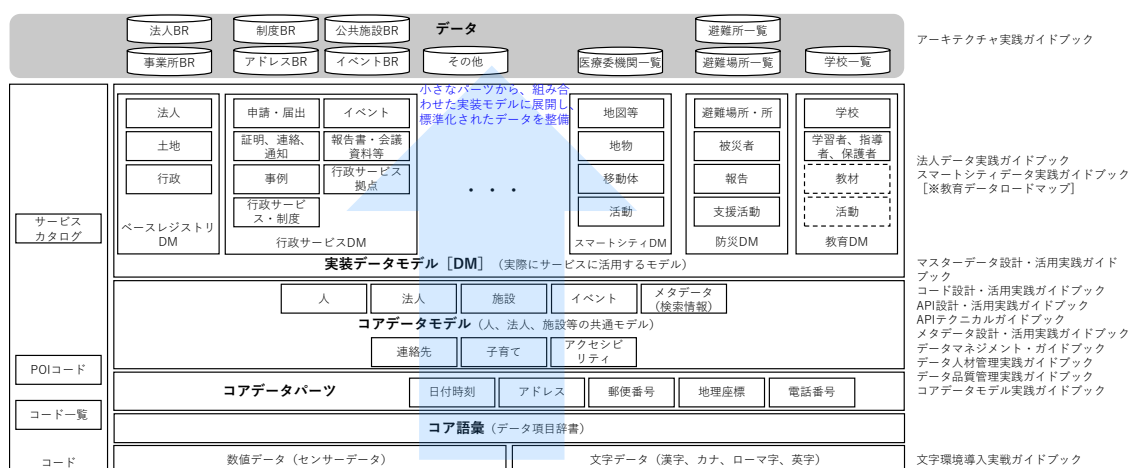 法人BR
制度BR
公共施設BR
データ
避難所一覧
事業所BR
アドレスBR
イベントBR
その他
医療委機関一覧
避難場所一覧
学校一覧
アーキテクチャ実践ガイドブック
小さなパーツから、組み合
わせた実装モデルに展開し、
標準化されたデータを整備
法人
土地
行政
ベースレジストリ
DM
申請・届出
イベント
証明、連絡、
通知
報告書・会議
資料等
事例
行政サービス
拠点
行政サービ
ス・制度
行政サービスDM
・・・
地図等
地物
移動体
活動
スマートシティDM
避難場所・所
被災者
報告
支援活動
防災DM
学校
学習者、指導
者、保護者
教材
活動
教育DM
法人データ実践ガイドブック
スマートシティデータ実践ガイドブック
［※教育データロードマップ］
サービス
カタログ
実装データモデル［DM］（実際にサービスに活用するモデル）
人
法人
施設
イベント
メタデータ
（検索情報）
コアデータモデル（人、法人、施設等の共通モデル）
連絡先
子育て
アクセシビ
リティ
マスターデータ設計・活用実践ガイド
ブック
コード設計・活用実践ガイドブック
API設計・活用実践ガイドブック
APIテクニカルガイドブック
メタデータ設計・活用実践ガイドブック
データマネジメント・ガイドブック
データ人材管理実践ガイドブック
データ品質管理実践ガイドブック
コアデータモデル実践ガイドブック
POIコード
コアデータパーツ
日付時刻
アドレス
郵便番号
地理座標
電話番号
コード一覧
コア語彙（データ項目辞書）
コード
数値データ（センサーデータ）
文字データ（漢字、カナ、ローマ字、英字）
文字環境導入実戦ガイドブック